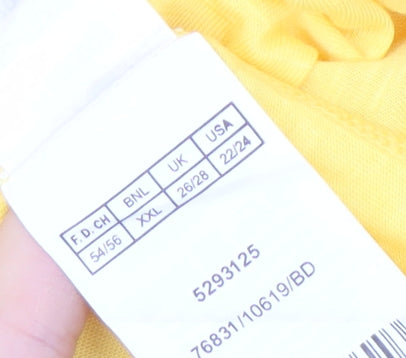 F. D. CH BNL UK USA
54/56 XXL 26/28 22/24
5293125
76831/10619/BD